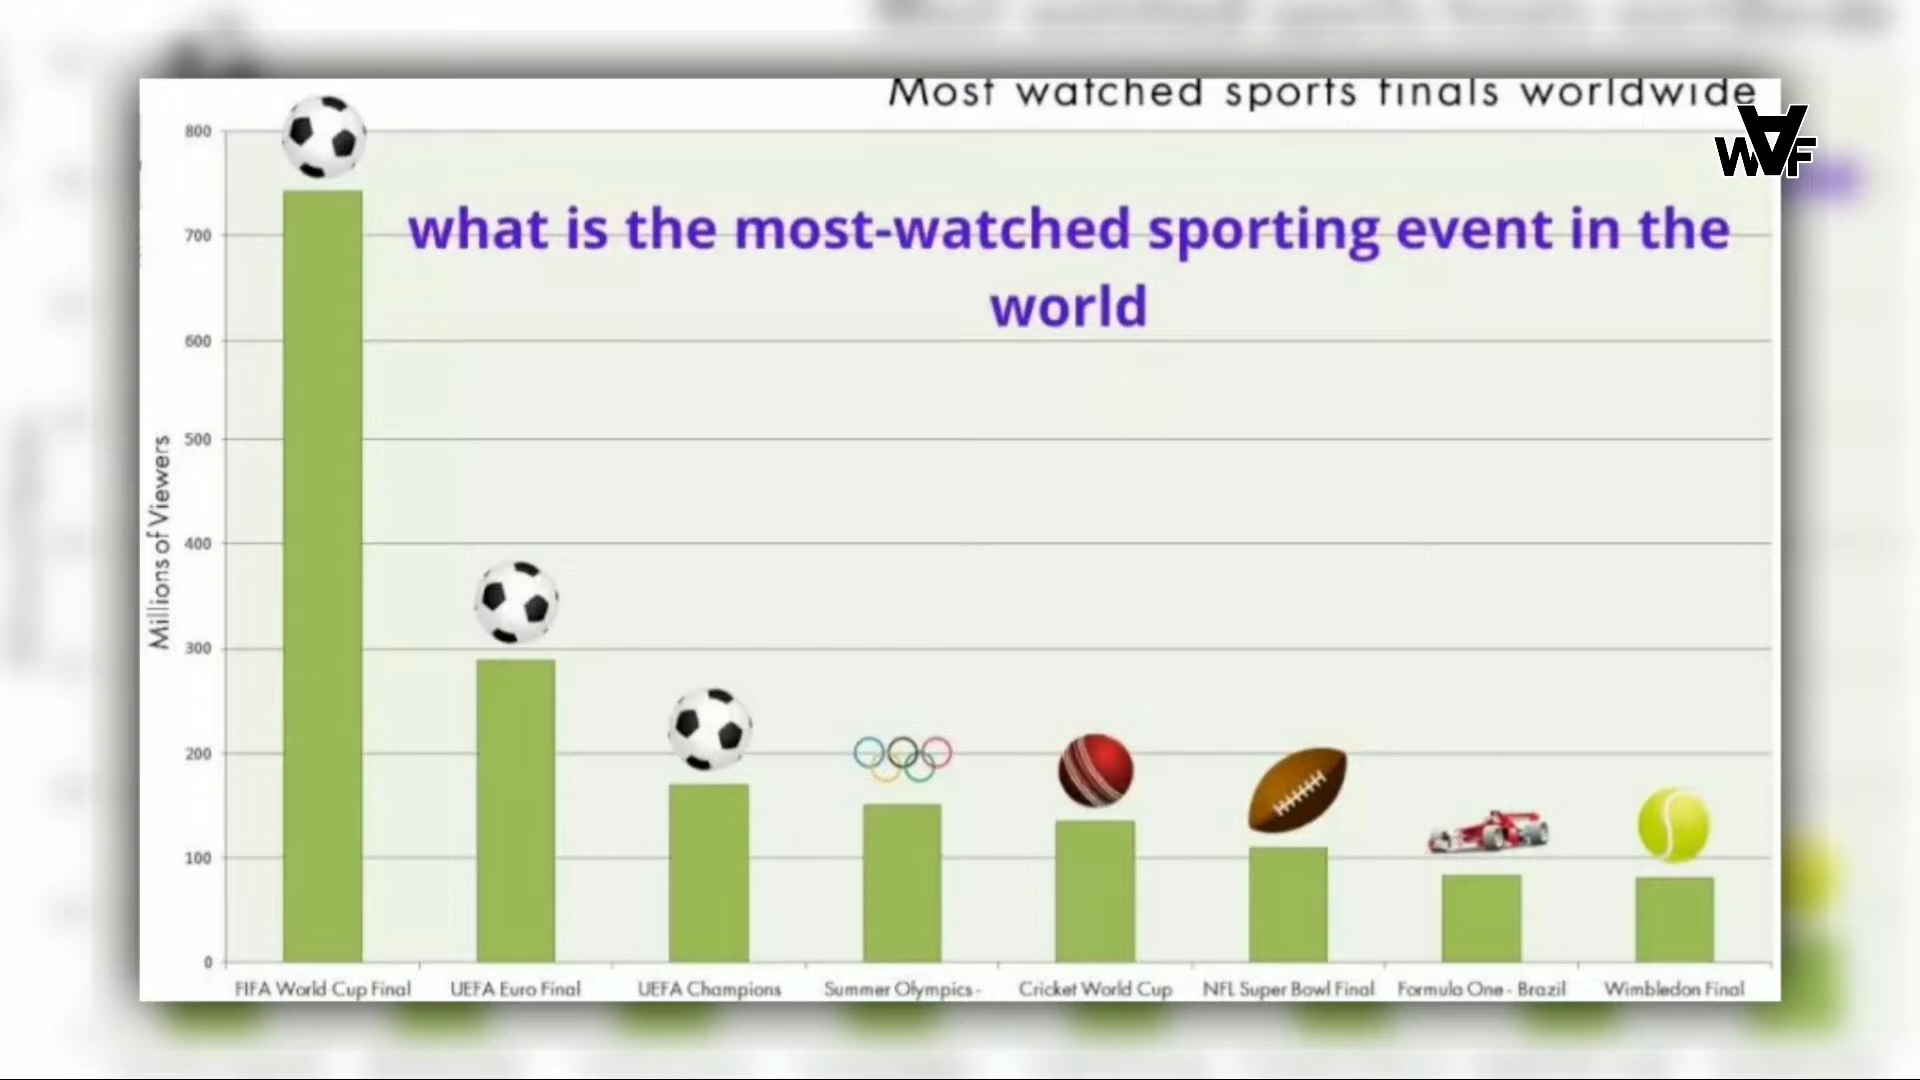 Most watched sports finals worldwide
WAF
what is the most-watched sporting event in the
world
Millions of Viewers
800
700
600
500
400
300
200
100
0
FIFA World Cup Final
UEFA Euro Final
UEFA Champions
Summer Olympics -
Cricket World Cup
NFL Super Bowl Final
Formula One - Brazil
Wimbledon Final